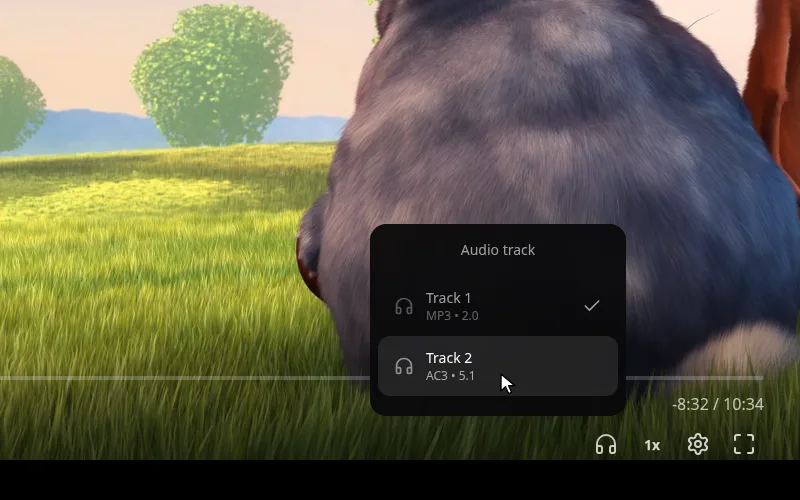 Audio track
Track 1
MP3 • 2.0
Track 2
AC3 • 5.1
-8:32 / 10:34
1x